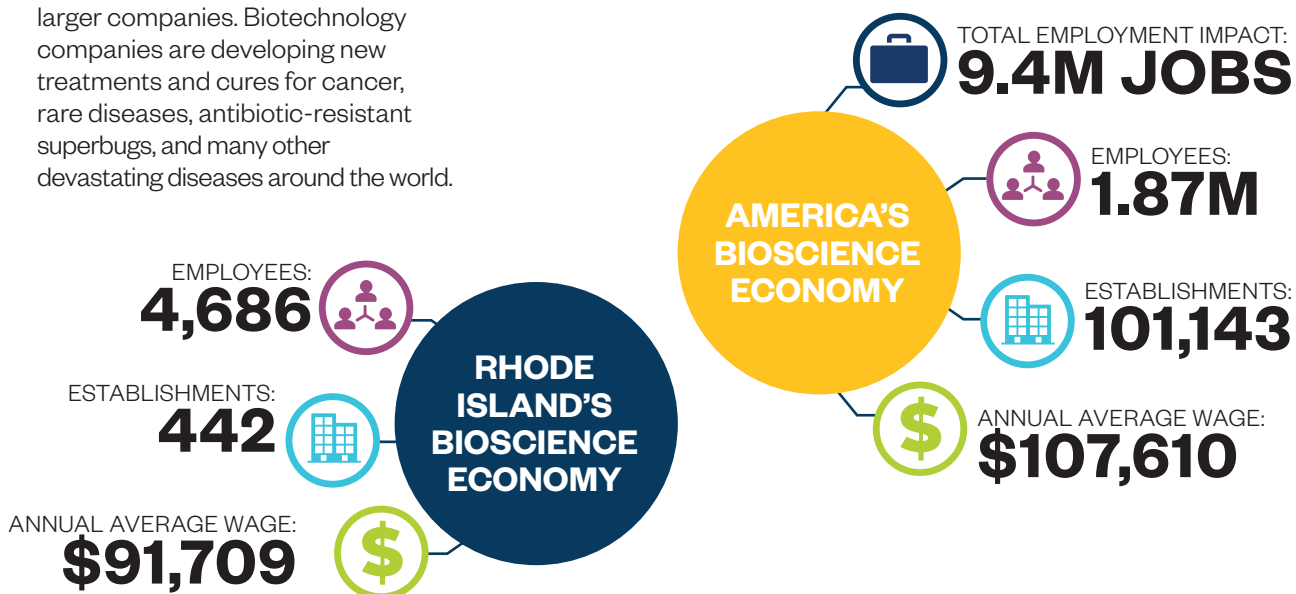 larger companies. Biotechnology
companies are developing new
treatments and cures for cancer,
rare diseases, antibiotic-resistant
superbugs, and many other
devastating diseases around the world.
EMPLOYEES:
4,686
ESTABLISHMENTS:
442
ANNUAL AVERAGE WAGE:
$91,709
RHODE
ISLAND'S
BIOSCIENCE
ECONOMY
AMERICA'S
BIOSCIENCE
ECONOMY
TOTAL EMPLOYMENT IMPACT:
9.4M JOBS
EMPLOYEES:
1.87M
ESTABLISHMENTS:
101,143
ANNUAL AVERAGE WAGE:
$107,610